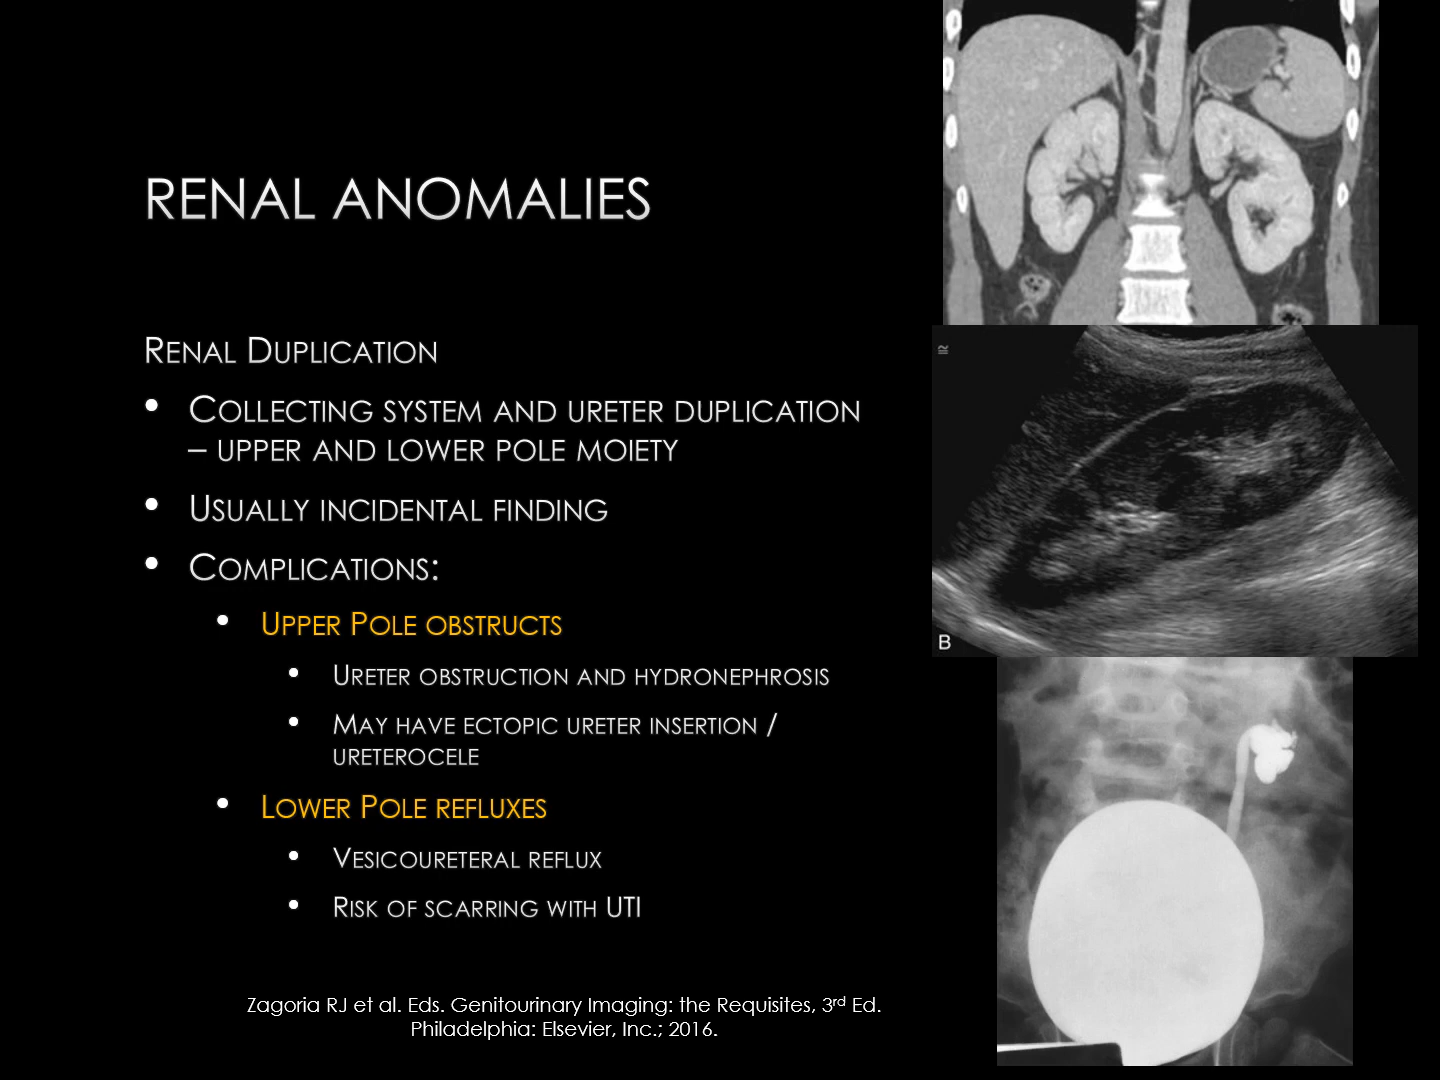 RENAL ANOMALIES
RENAL DUPLICATION
• COLLECTING SYSTEM AND URETER DUPLICATION
– UPPER AND LOWER POLE MOIETY
• USUALLY INCIDENTAL FINDING
• COMPLICATIONS:
• UPPER POLE OBSTRUCTS
• URETER OBSTRUCTION AND HYDRONEPHROSIS
• MAY HAVE ECTOPIC URETER INSERTION /
URETEROCELE
• LOWER POLE REFLUXES
• VESICOURETERAL REFLUX
• RISK OF SCARRING WITH UTI
Zagoria RJ et al. Eds. Genitourinary Imaging: the Requisites, 3rd Ed.
Philadelphia: Elsevier, Inc.; 2016.
B